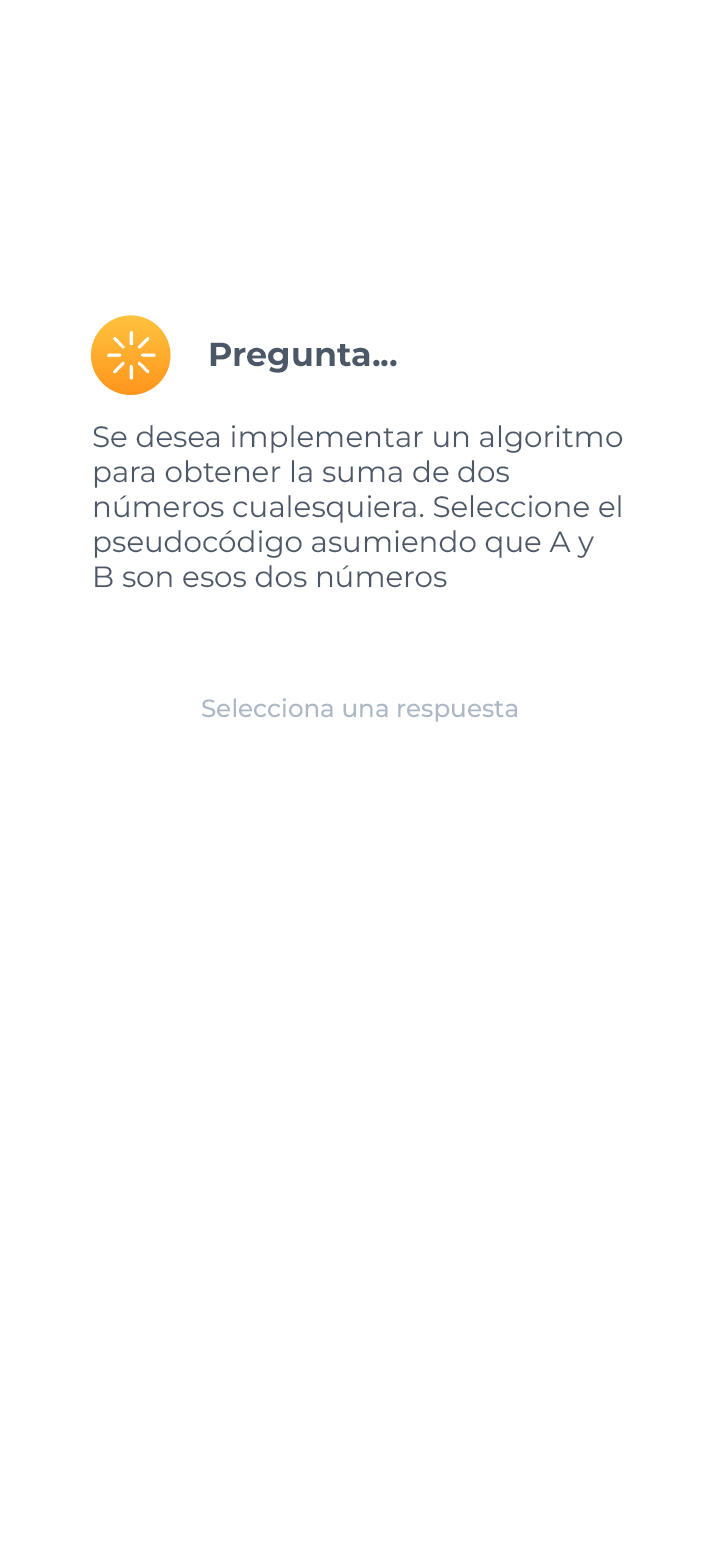 Pregunta...
Se desea implementar un algoritmo
para obtener la suma de dos
números cualesquiera. Seleccione el
pseudocódigo asumiendo que A y
B son esos dos números
Selecciona una respuesta